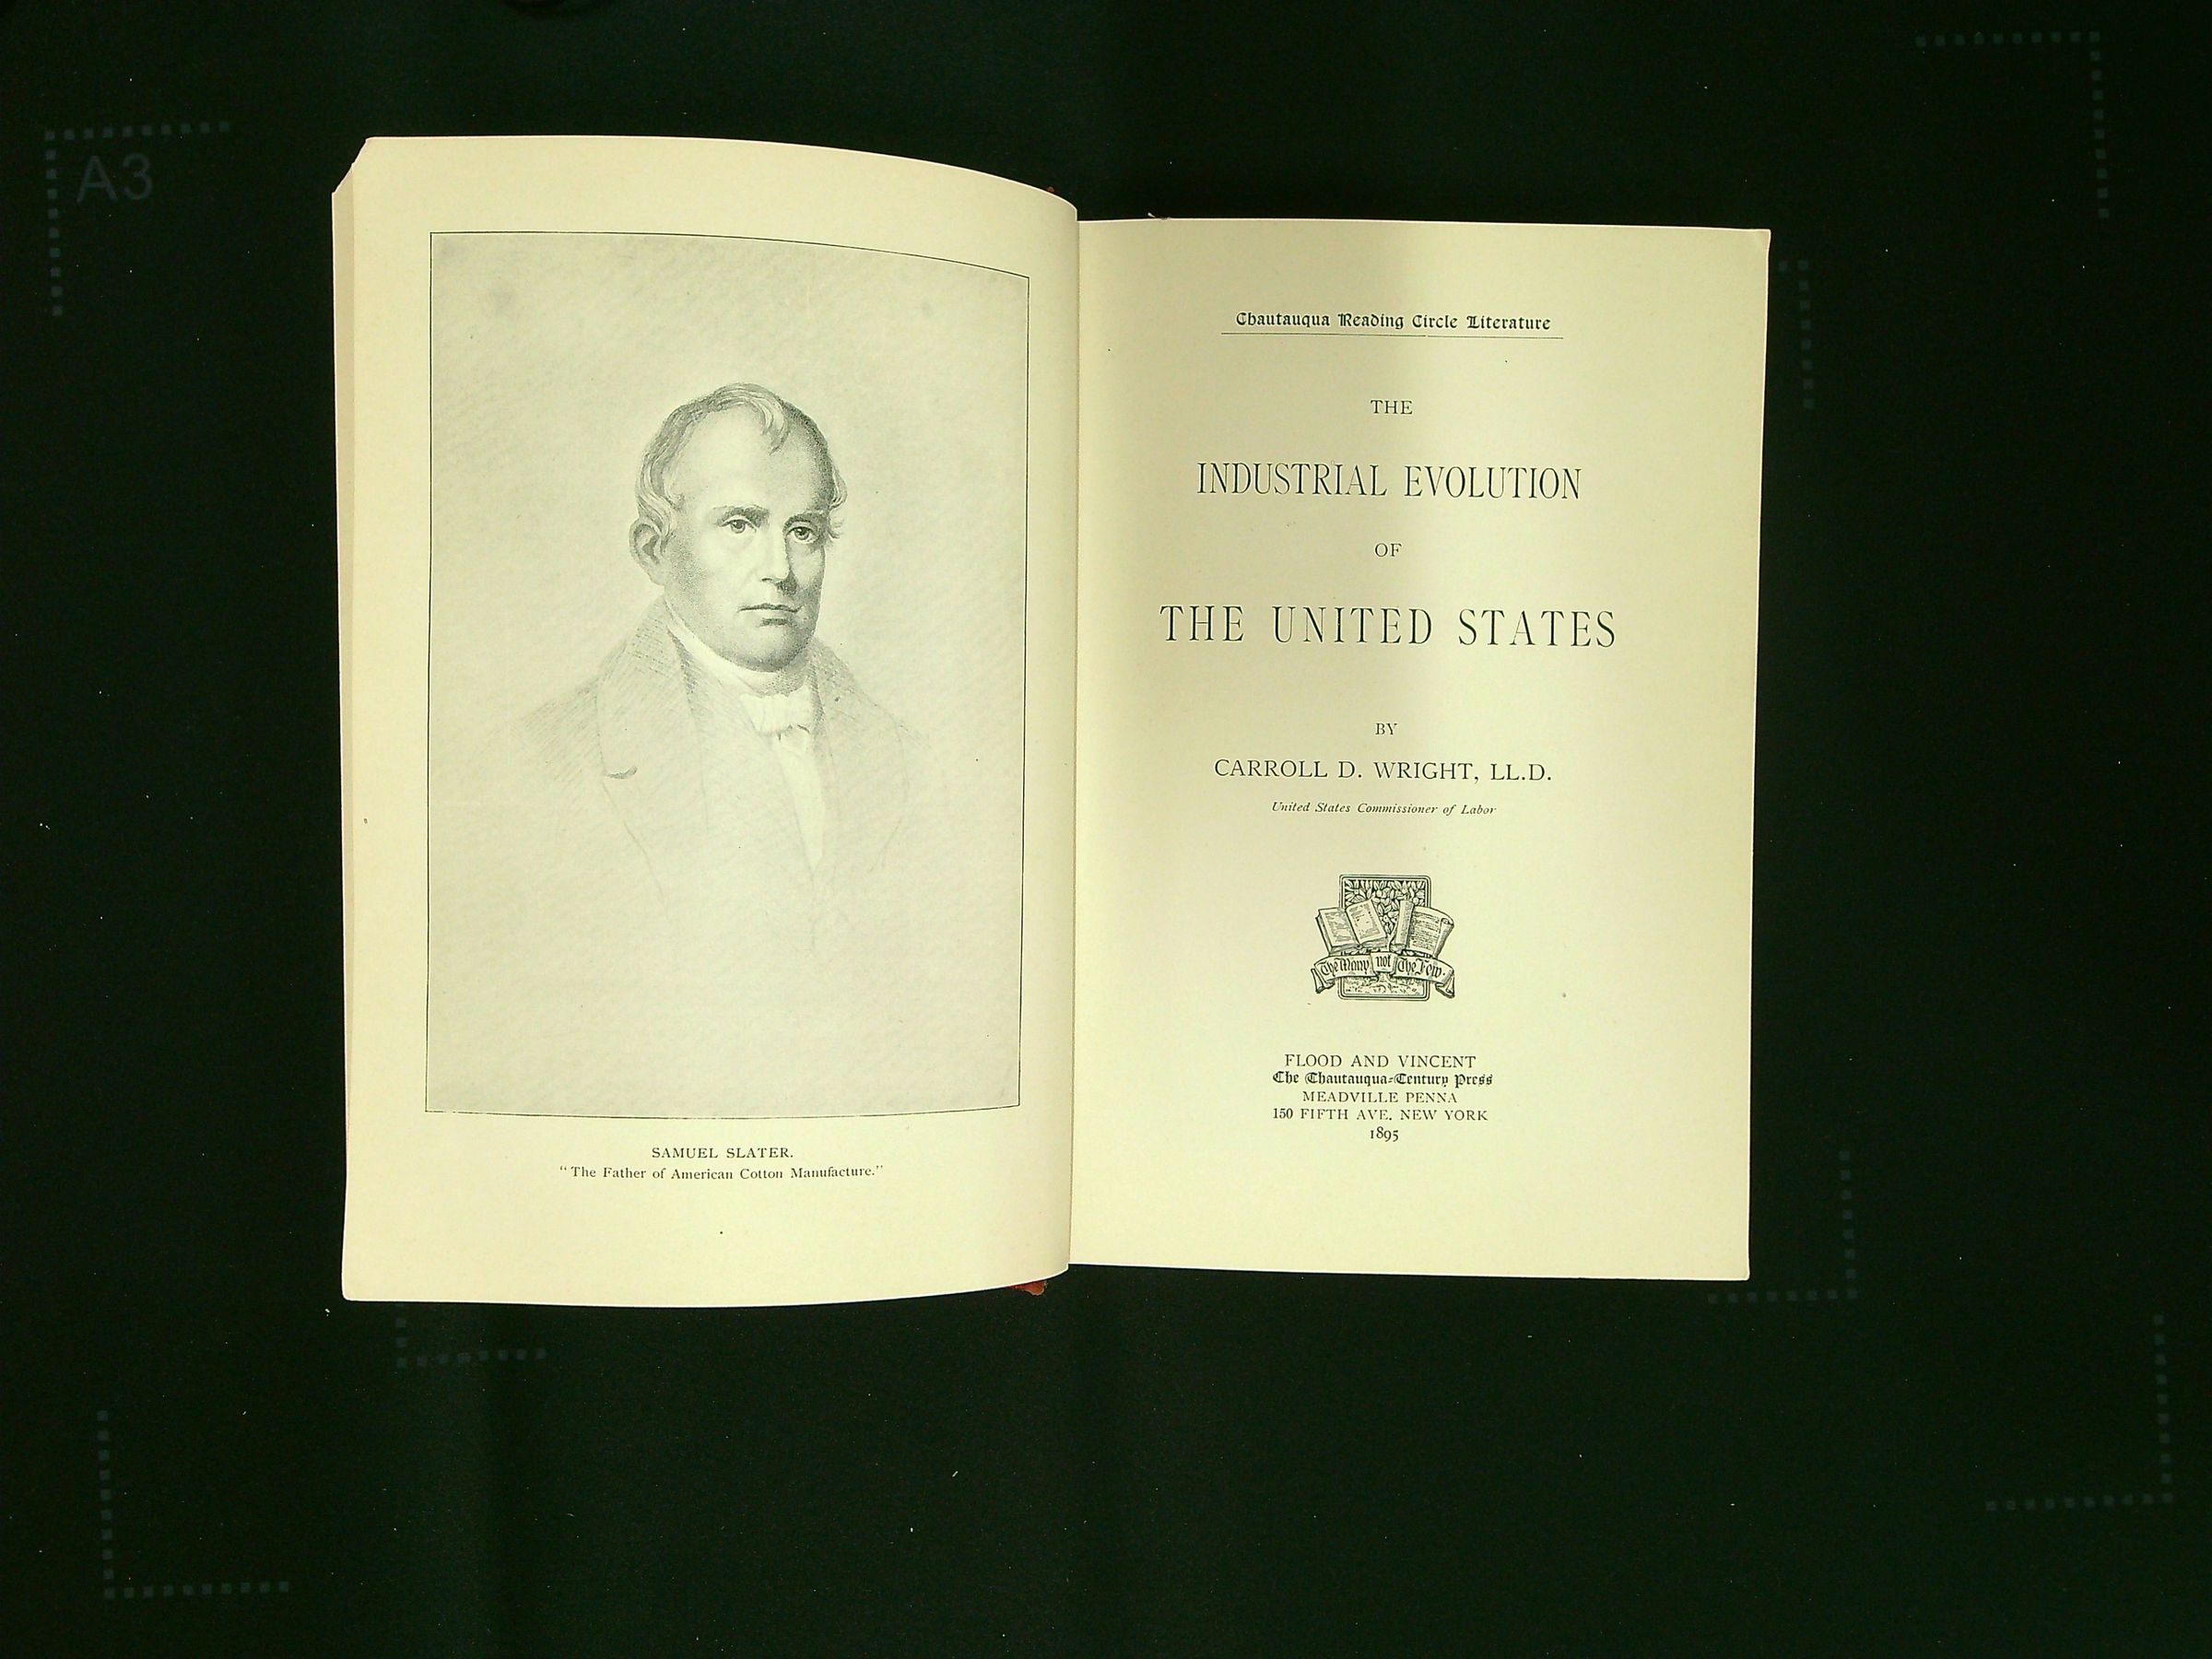 A3
SAMUEL SLATER.
"The Father of American Cotton Manufacture."
Chautauqua Reading Circle Literature
THE
INDUSTRIAL EVOLUTION
OF
THE UNITED STATES
BY
CARROLL D. WRIGHT, LL.D.
United States Commissioner of Labor
The Many not The Few.
FLOOD AND VINCENT
The Chautauqua-Century Press
MEADVILLE PENNA
150 FIFTH AVE. NEW YORK
1895